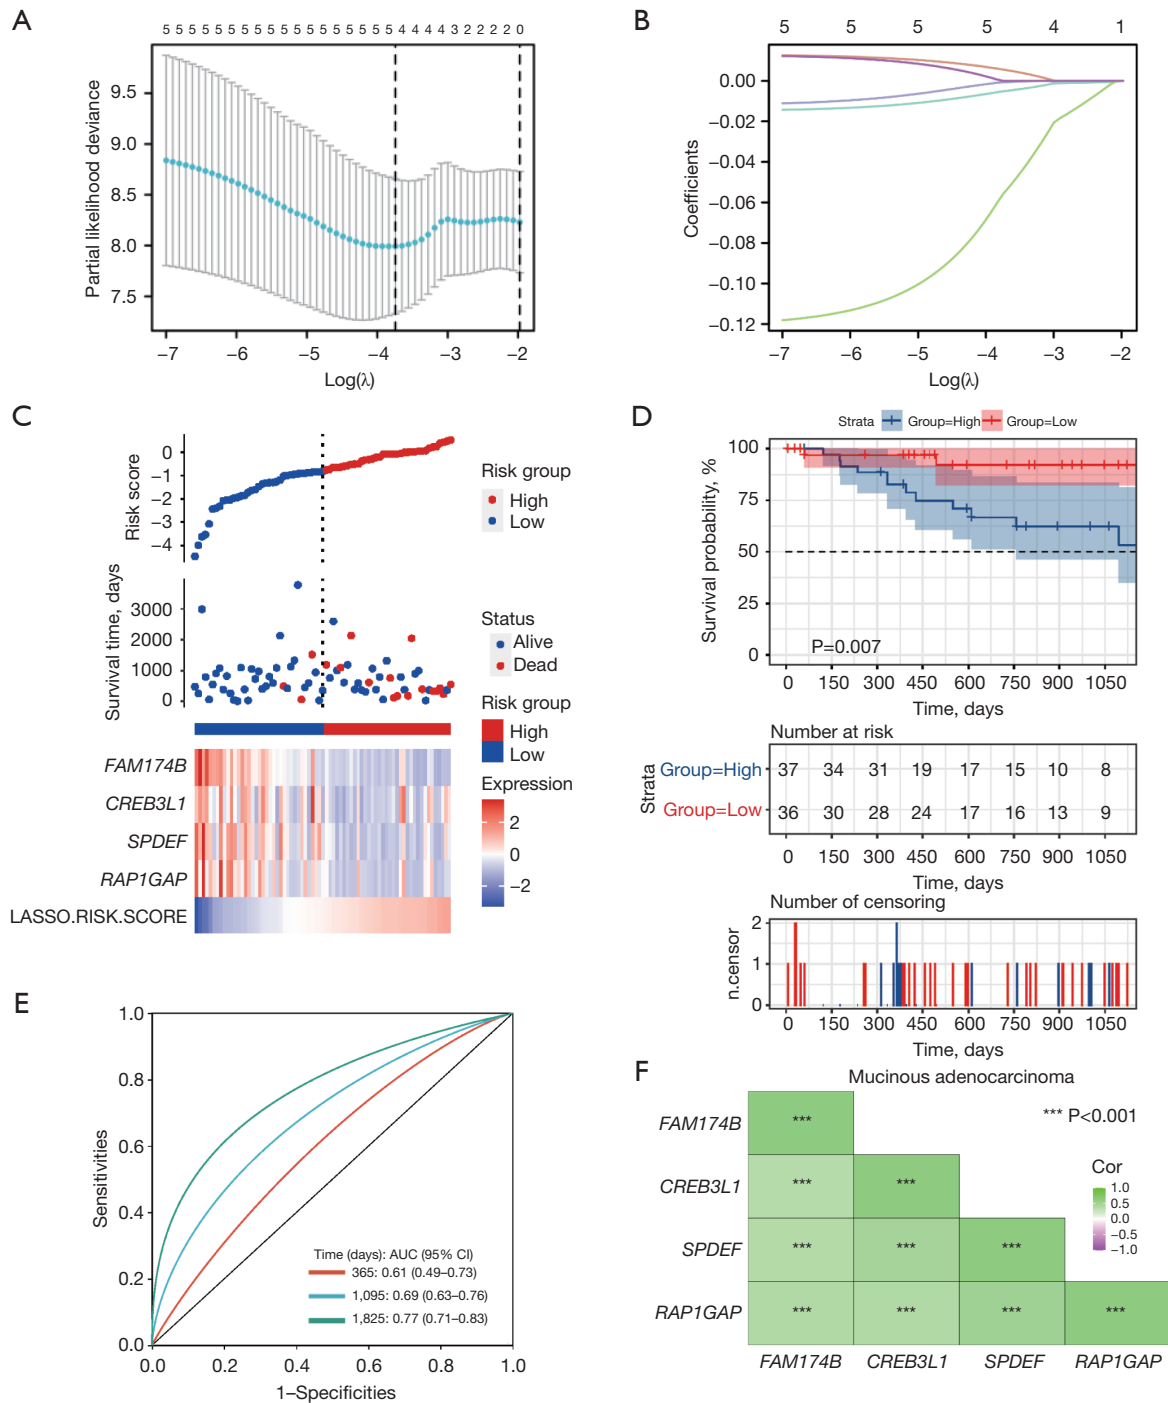 A
5 5 5 5 5 5 5 5 5 5 5 5 5 5 5 5 5 5 4 4 4 4 3 2 2 2 2 0
Partial likelihood deviance
9.5
9.0
8.5
8.0
7.5
−7 −6 −5 −4 −3 −2
Log(λ)
B
5 5 5 5 4 1
Coefficients
0.00
−0.02
−0.04
−0.06
−0.08
−0.10
−0.12
−7 −6 −5 −4 −3 −2
Log(λ)
C
Risk score
0
−1
−2
−3
−4
Risk group
High
Low
Survival time, days
3000
2000
1000
0
Status
Alive
Dead
Risk group
High
Low
FAM174B
CREB3L1
SPDEF
RAP1GAP
LASSO.RISK.SCORE
Expression
2
0
−2
D
Strata Group=High Group=Low
Survival probability, %
100
75
50
25
0
P=0.007
0 150 300 450 600 750 900 1050
Time, days
Number at risk
Strata
Group=High 37 34 31 19 17 15 10 8
Group=Low 36 30 28 24 17 16 13 9
0 150 300 450 600 750 900 1050
Time, days
Number of censoring
n.censor
2
1
0
0 150 300 450 600 750 900 1050
Time, days
E
Sensitivities
1.0
0.8
0.6
0.4
0.2
0.0
Time (days): AUC (95% CI)
365: 0.61 (0.49–0.73)
1,095: 0.69 (0.63–0.76)
1,825: 0.77 (0.71–0.83)
0.0 0.2 0.4 0.6 0.8 1.0
1–Specificities
F
Mucinous adenocarcinoma
*** P<0.001
FAM174B ***
CREB3L1 *** ***
SPDEF *** *** ***
RAP1GAP *** *** *** ***
FAM174B CREB3L1 SPDEF RAP1GAP
Cor
1.0
0.5
0.0
−0.5
−1.0